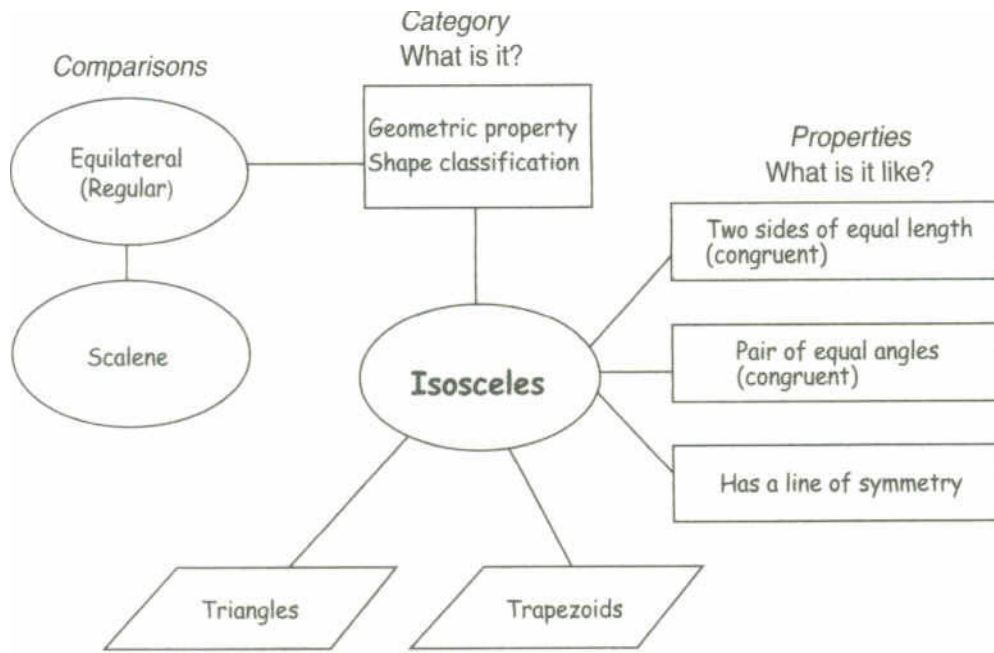 Category
What is it?
Comparisons
Geometric property
Shape classification
Equilateral
(Regular)
Properties
What is it like?
Two sides of equal length
(congruent)
Scalene
Isosceles
Pair of equal angles
(congruent)
Has a line of symmetry
Triangles
Trapezoids